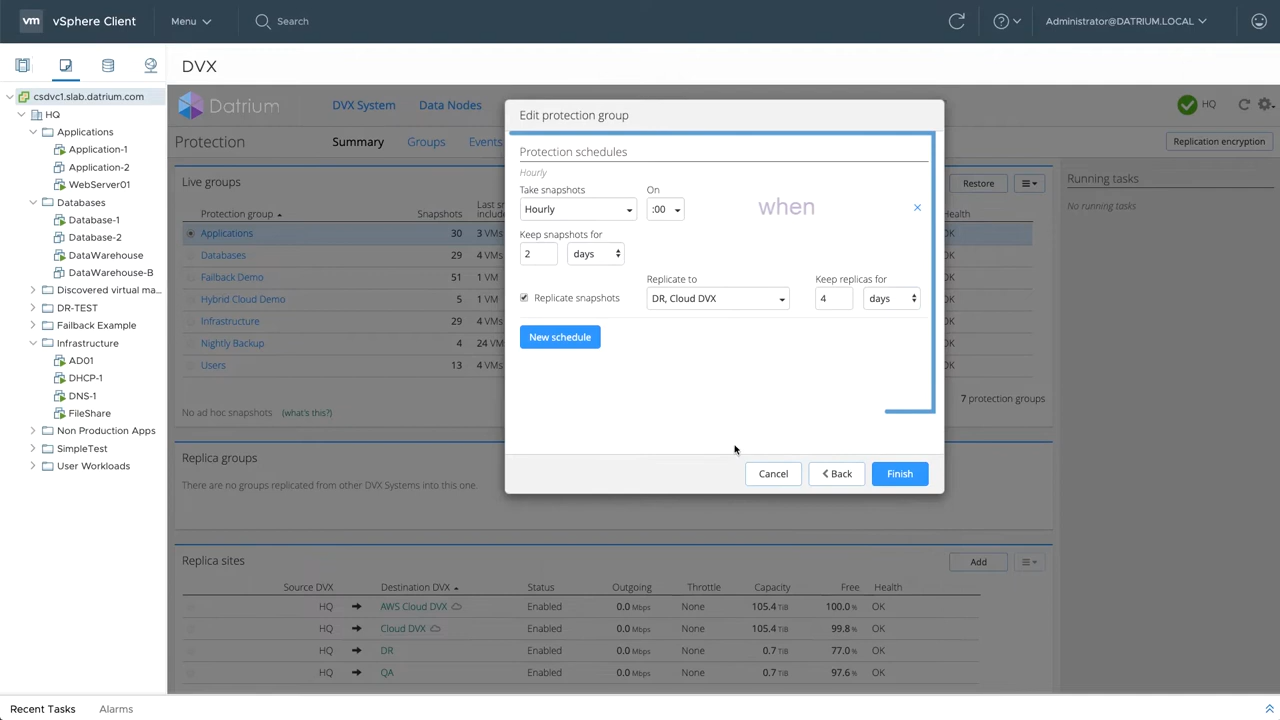 vm vSphere Client Menu Search Administrator@DATRIUM.LOCAL
DVX
csdvc1.slab.datrium.com
HQ
Applications
Application-1
Application-2
WebServer01
Databases
Database-1
Database-2
DataWarehouse
DataWarehouse-B
Discovered virtual ma...
DR-TEST
Failback Example
Infrastructure
AD01
DHCP-1
DNS-1
FileShare
Non Production Apps
SimpleTest
User Workloads
Datrium DVX System Data Nodes HQ
Protection Summary Groups Events Replication encryption
Live groups Restore
Protection group Snapshots Health
Applications 30 3 VMs OK
Databases 29 4 VMs OK
Failback Demo 51 1 VM OK
Hybrid Cloud Demo 5 1 VM OK
Infrastructure 29 4 VMs OK
Nightly Backup 4 24 VM OK
Users 13 4 VMs OK
No ad hoc snapshots (what's this?) 7 protection groups
Running tasks
No running tasks
Edit protection group
Protection schedules
Hourly
Take snapshots On
Hourly :00 when
Keep snapshots for
2 days
Replicate to Keep replicas for
Replicate snapshots DR, Cloud DVX 4 days
New schedule
Cancel Back Finish
Replica groups
There are no groups replicated from other DVX Systems into this one.
Replica sites Add
Source DVX Destination DVX Status Outgoing Throttle Capacity Free Health
HQ AWS Cloud DVX Enabled 0.0 Mbps None 105.4 TiB 100.0 % OK
HQ Cloud DVX Enabled 0.0 Mbps None 105.4 TiB 99.8 % OK
HQ DR Enabled 0.0 Mbps None 0.7 TiB 77.0 % OK
HQ QA Enabled 0.0 Mbps None 0.7 TiB 97.6 % OK
Recent Tasks Alarms